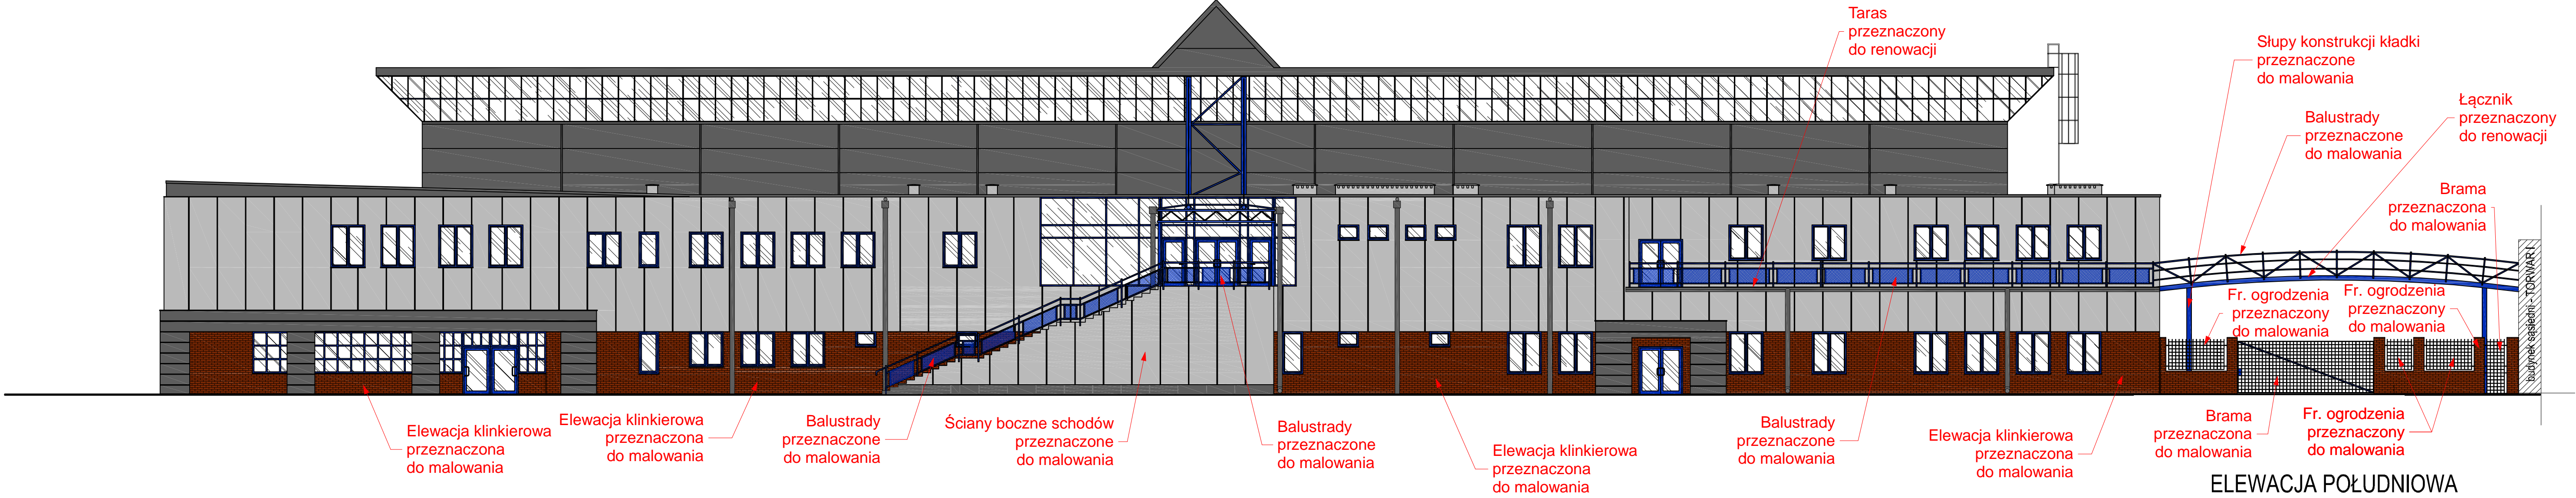 Taras
przeznaczony
do renowacji
Słupy konstrukcji kładki
przeznaczone
do malowania
Balustrady
przeznaczone
do malowania
Łącznik
przeznaczony
do renowacji
Brama
przeznaczona
do malowania
Fr. ogrodzenia
przeznaczony
do malowania
Fr. ogrodzenia
przeznaczony
do malowania
budynek sąsiedni - TORWAR I
Elewacja klinkierowa
przeznaczona
do malowania
Elewacja klinkierowa
przeznaczona
do malowania
Balustrady
przeznaczone
do malowania
Ściany boczne schodów
przeznaczone
do malowania
Balustrady
przeznaczone
do malowania
Elewacja klinkierowa
przeznaczona
do malowania
Balustrady
przeznaczone
do malowania
Elewacja klinkierowa
przeznaczona
do malowania
Brama
przeznaczona
do malowania
Fr. ogrodzenia
przeznaczony
do malowania
ELEWACJA POŁUDNIOWA